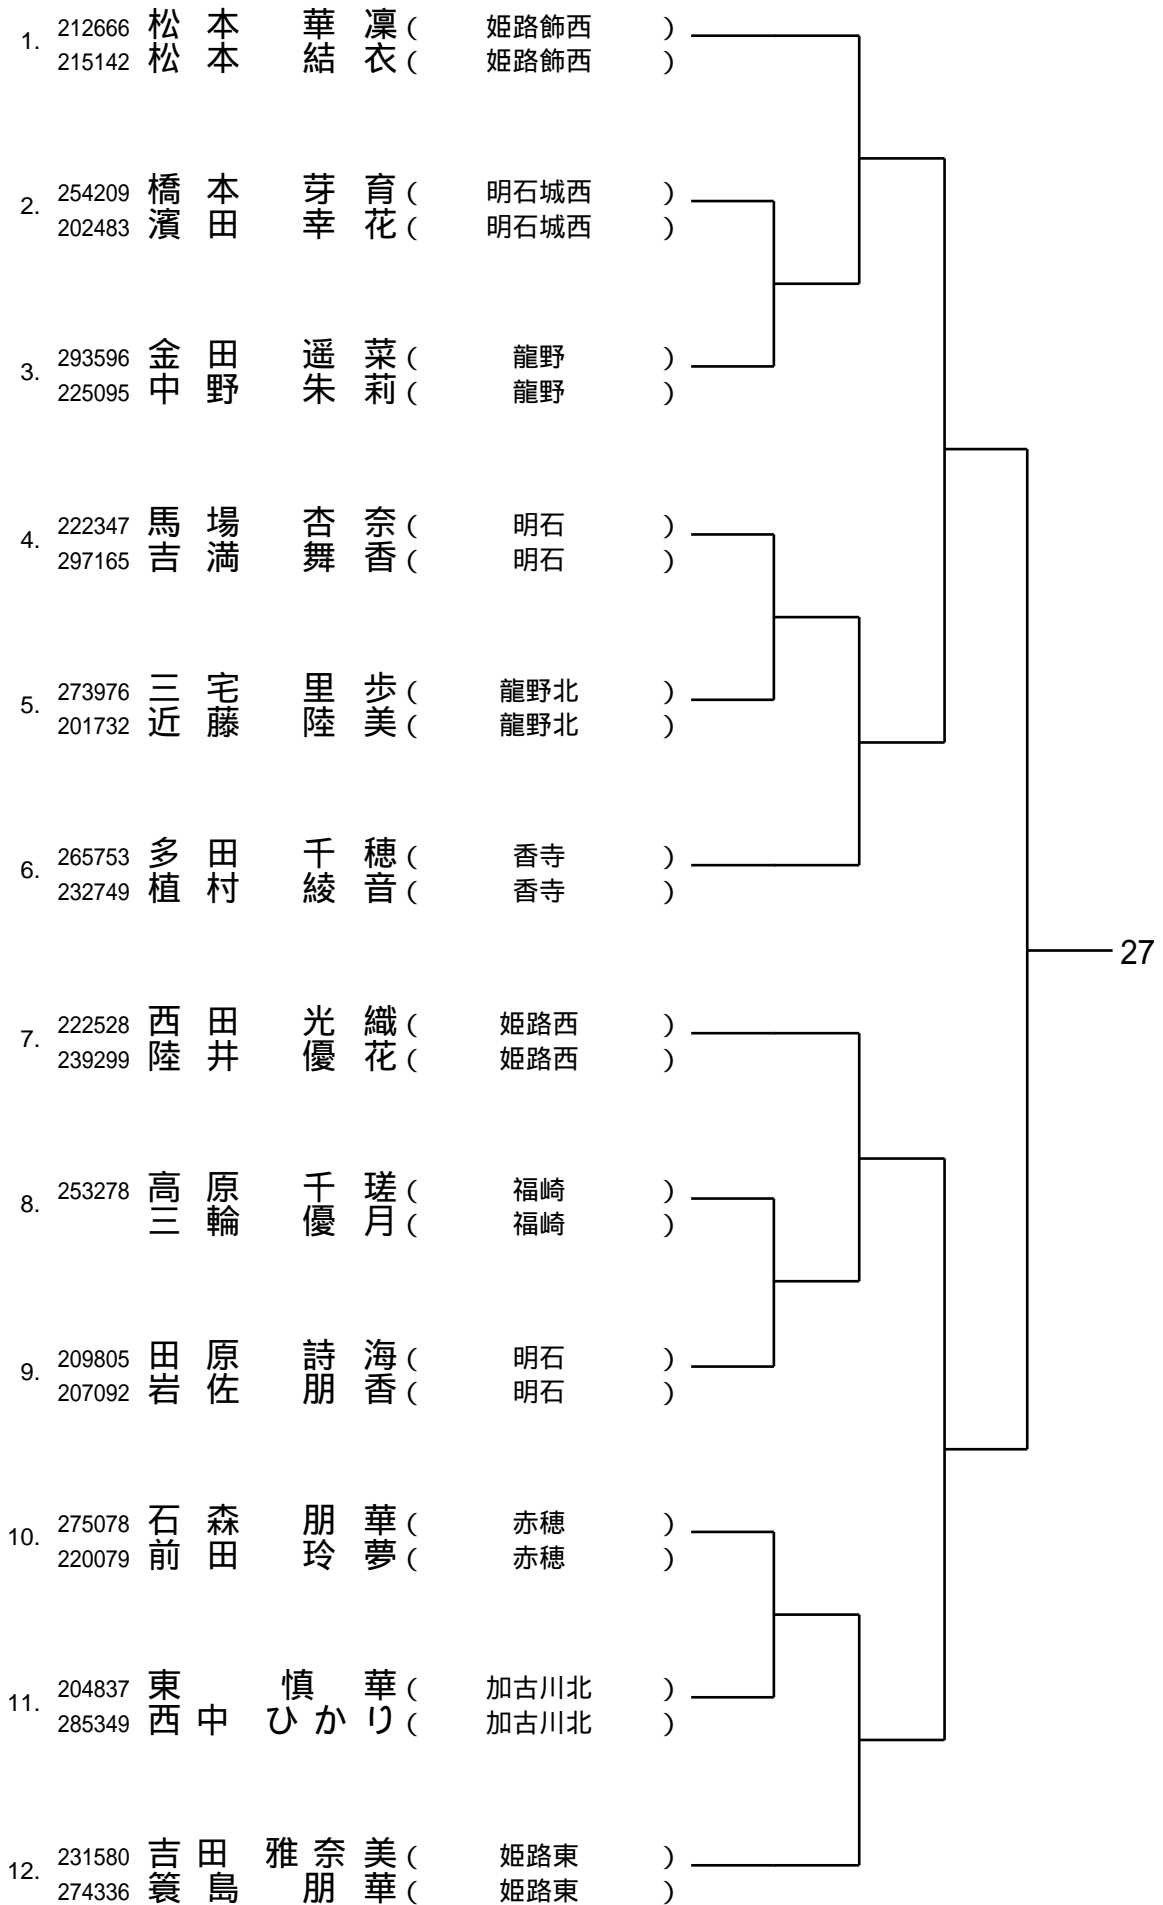 1. 212666 松本 華凜 ( 姫路飾西 )
215142 松本 結衣 ( 姫路飾西 )
2. 254209 橋本 芽育 ( 明石城西 )
202483 濱田 幸花 ( 明石城西 )
3. 293596 金田 遥菜 ( 龍野 )
225095 中野 朱莉 ( 龍野 )
4. 222347 馬場 杏奈 ( 明石 )
297165 吉満 舞香 ( 明石 )
5. 273976 三宅 里歩 ( 龍野北 )
201732 近藤 陸美 ( 龍野北 )
6. 265753 多田 千穂 ( 香寺 )
232749 植村 綾音 ( 香寺 )
27
7. 222528 西田 光織 ( 姫路西 )
239299 陸井 優花 ( 姫路西 )
8. 253278 高原 千瑳 ( 福崎 )
三輪 優月 ( 福崎 )
9. 209805 田原 詩海 ( 明石 )
207092 岩佐 朋香 ( 明石 )
10. 275078 石森 朋華 ( 赤穂 )
220079 前田 玲夢 ( 赤穂 )
11. 204837 東 慎華 ( 加古川北 )
285349 西中 ひかり ( 加古川北 )
12. 231580 吉田 雅奈美 ( 姫路東 )
274336 簑島 朋華 ( 姫路東 )